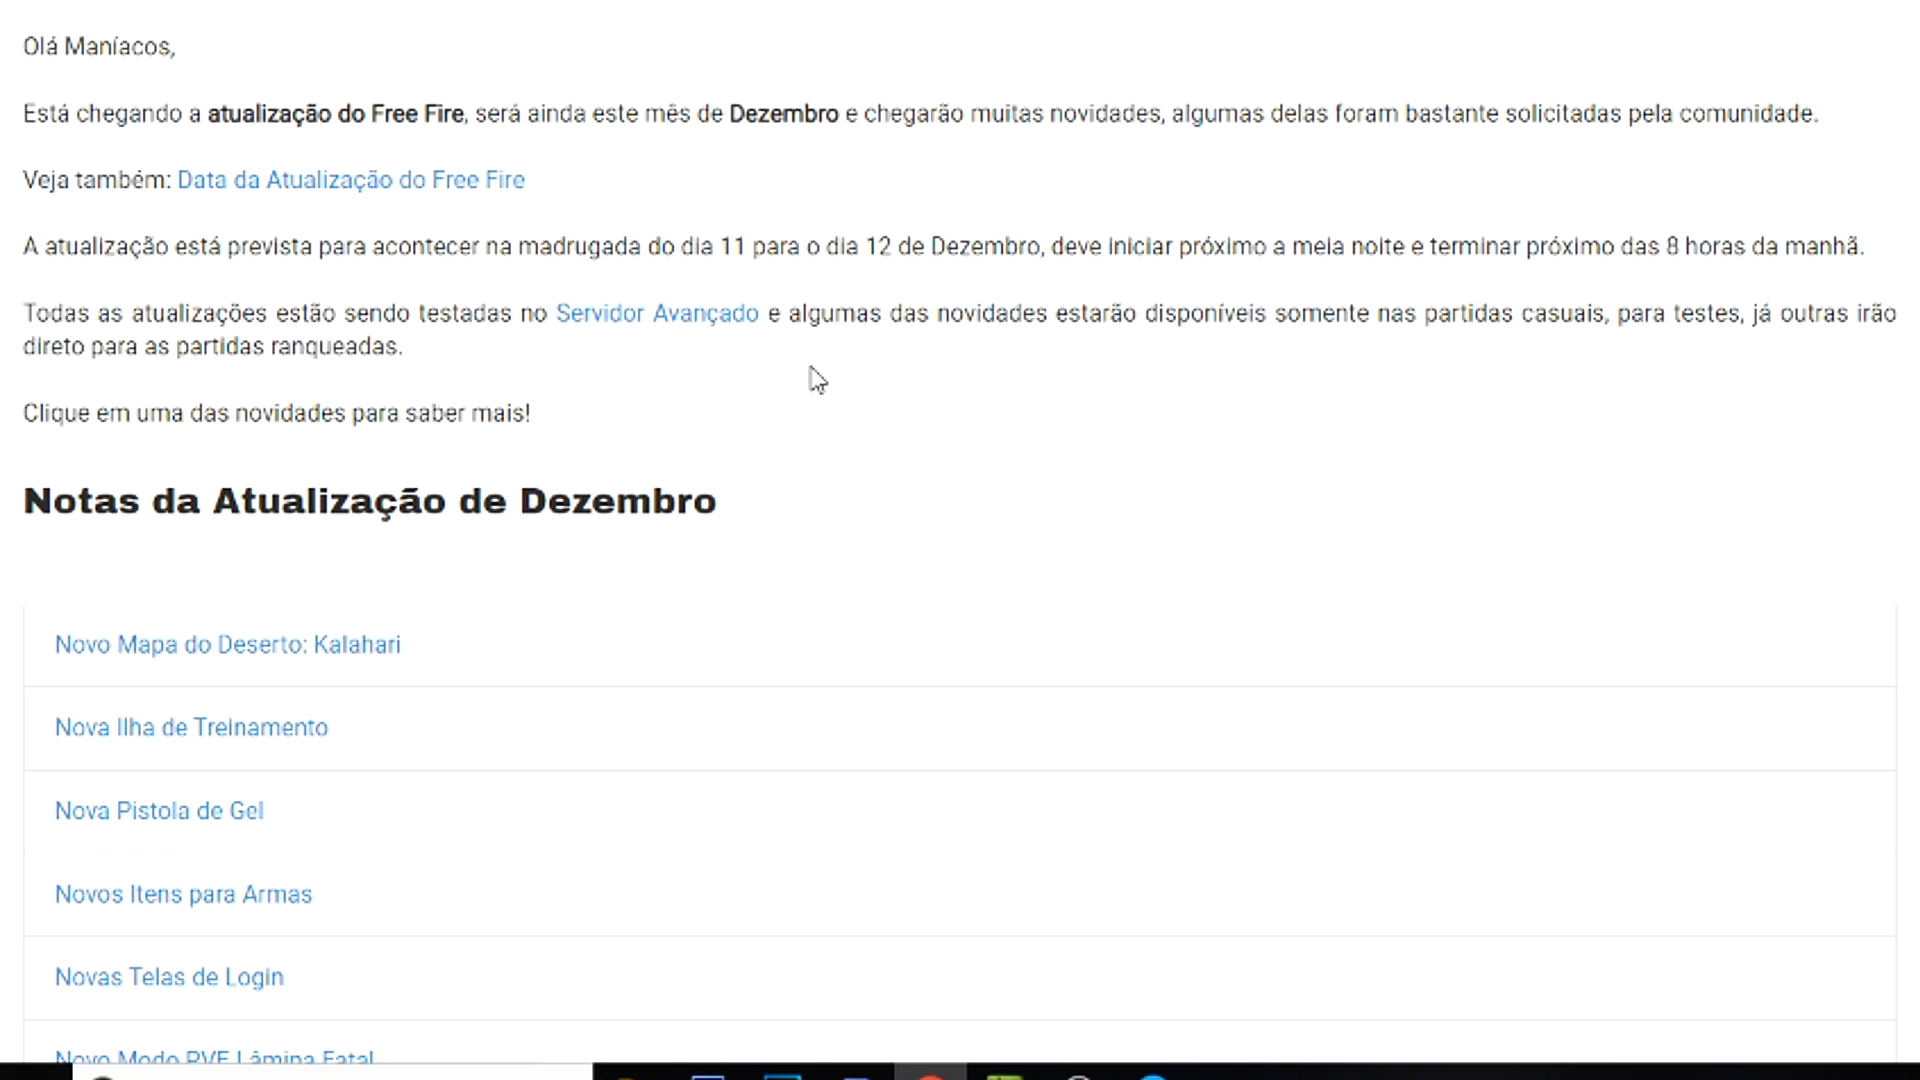 Olá Maníacos,
Está chegando a atualização do Free Fire, será ainda este mês de Dezembro e chegarão muitas novidades, algumas delas foram bastante solicitadas pela comunidade.
Veja também: Data da Atualização do Free Fire
A atualização está prevista para acontecer na madrugada do dia 11 para o dia 12 de Dezembro, deve iniciar próximo a meia noite e terminar próximo das 8 horas da manhã.
Todas as atualizações estão sendo testadas no Servidor Avançado e algumas das novidades estarão disponíveis somente nas partidas casuais, para testes, já outras irão
direto para as partidas ranqueadas.
Clique em uma das novidades para saber mais!
Notas da Atualização de Dezembro
Novo Mapa do Deserto: Kalahari
Nova Ilha de Treinamento
Nova Pistola de Gel
Novos Itens para Armas
Novas Telas de Login
Novo Modo PVE Lâmina Fatal